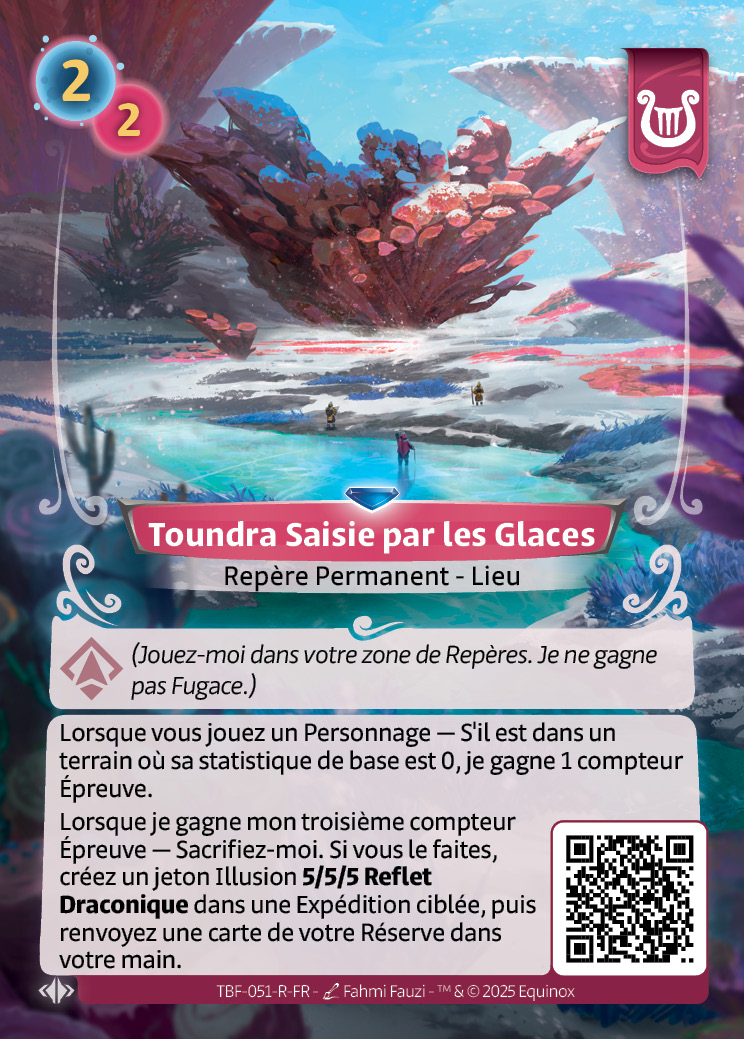 2
2
Toundra Saisie par les Glaces
Repère Permanent - Lieu
(Jouez-moi dans votre zone de Repères. Je ne gagne
pas Fugace.)
Lorsque vous jouez un Personnage — S'il est dans un
terrain où sa statistique de base est 0, je gagne 1 compteur
Épreuve.
Lorsque je gagne mon troisième compteur
Épreuve — Sacrifiez-moi. Si vous le faites,
créez un jeton Illusion 5/5/5 Reflet
Draconique dans une Expédition ciblée, puis
renvoyez une carte de votre Réserve dans
votre main.
TBF-051-R-FR - Fahmi Fauzi - ™ & © 2025 Equinox